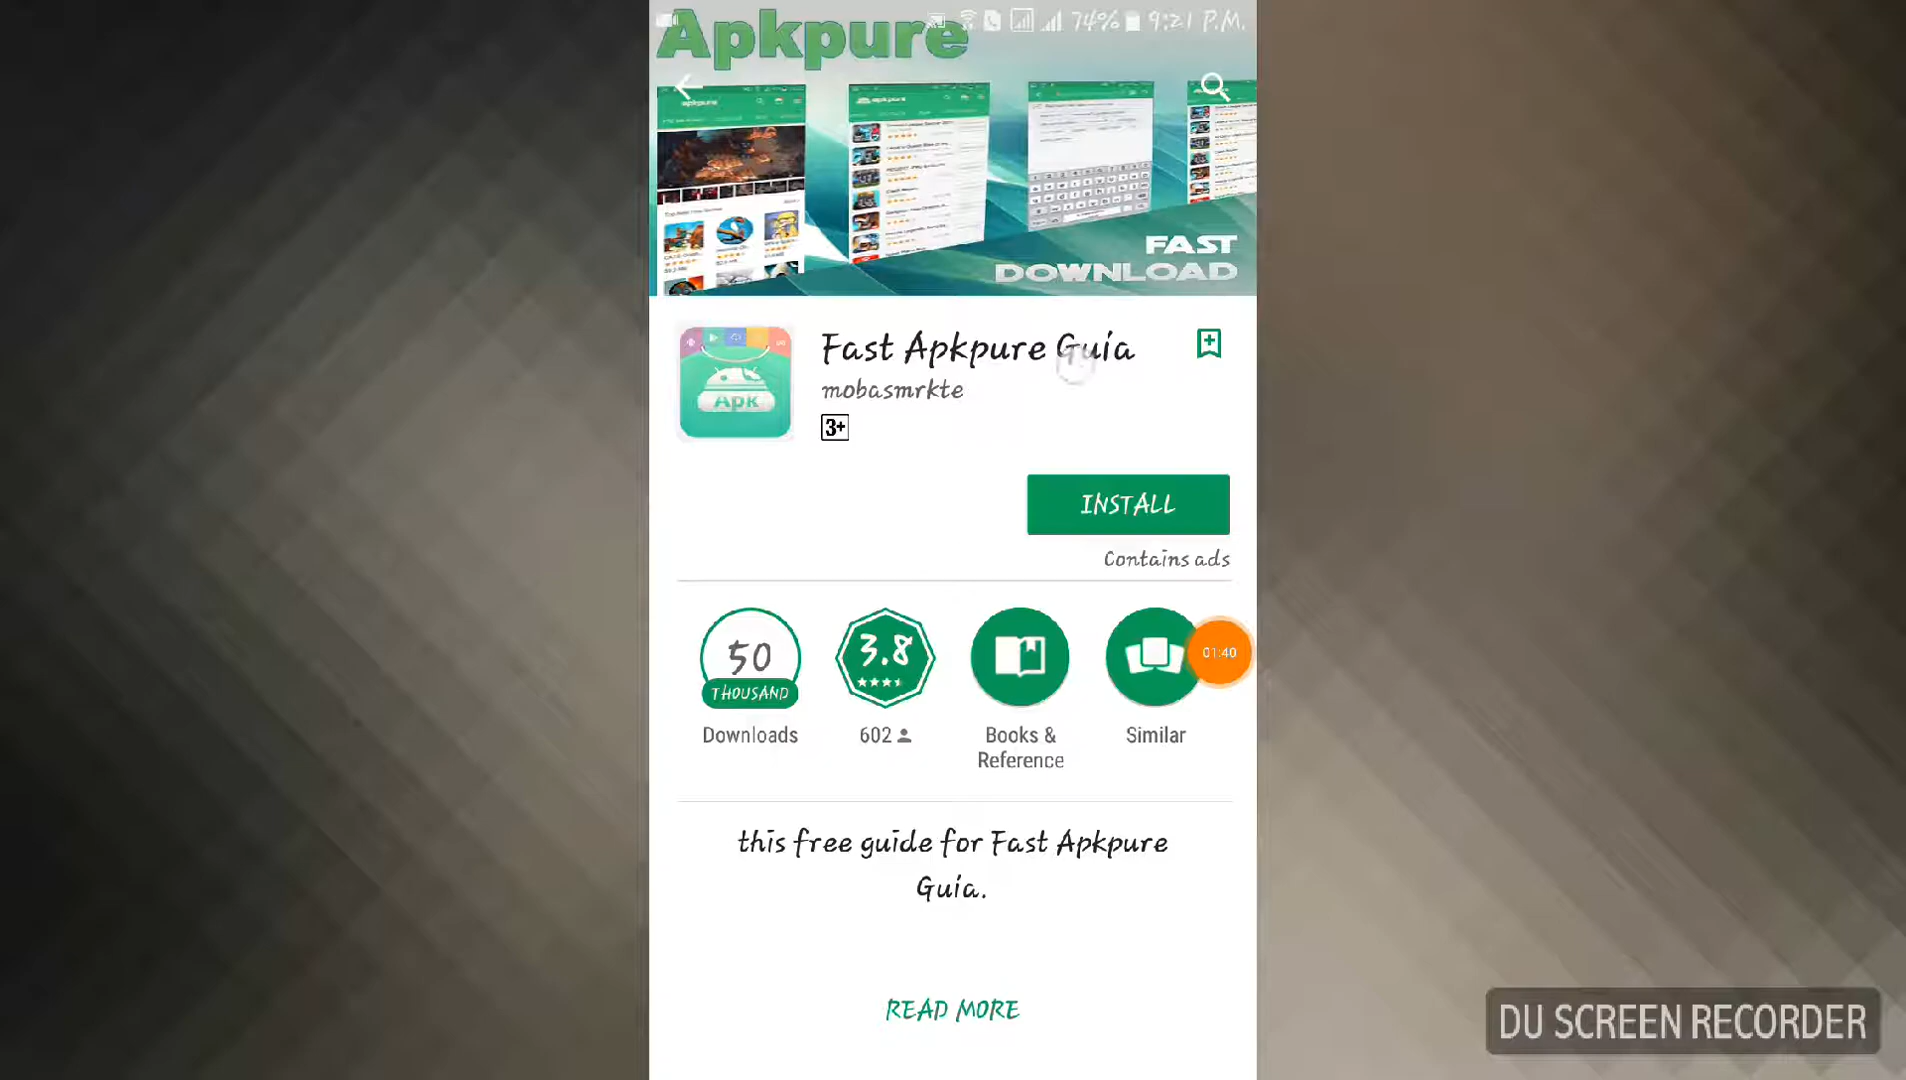 Apkpure
74% 9:21 P.M.
FAST
DOWNLOAD
Fast Apkpure Guia
mobasmrkte
Apk
3+
INSTALL
Contains ads
50
THOUSAND
3.8
01:40
Downloads
602
Books &
Reference
Similar
this free guide for Fast Apkpure
Guia.
READ MORE
DU SCREEN RECORDER